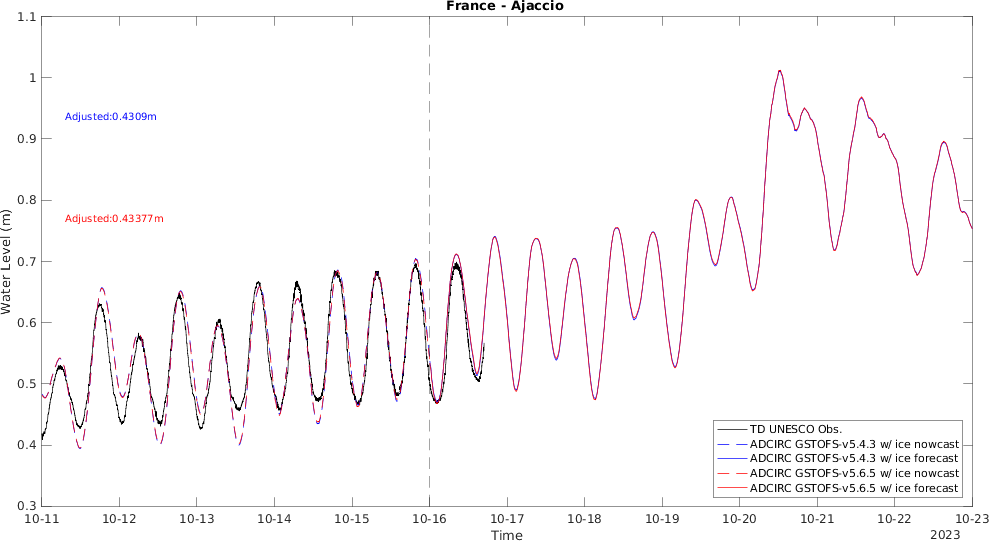 France - Ajaccio
1.1
1
0.9
0.8
0.7
0.6
0.5
0.4
0.3
Water Level (m)
Adjusted:0.4309m
Adjusted:0.43377m
TD UNESCO Obs.
ADCIRC GSTOFS-v5.4.3 w/ ice nowcast
ADCIRC GSTOFS-v5.4.3 w/ ice forecast
ADCIRC GSTOFS-v5.6.5 w/ ice nowcast
ADCIRC GSTOFS-v5.6.5 w/ ice forecast
10-11 10-12 10-13 10-14 10-15 10-16 10-17 10-18 10-19 10-20 10-21 10-22 10-23
Time
2023